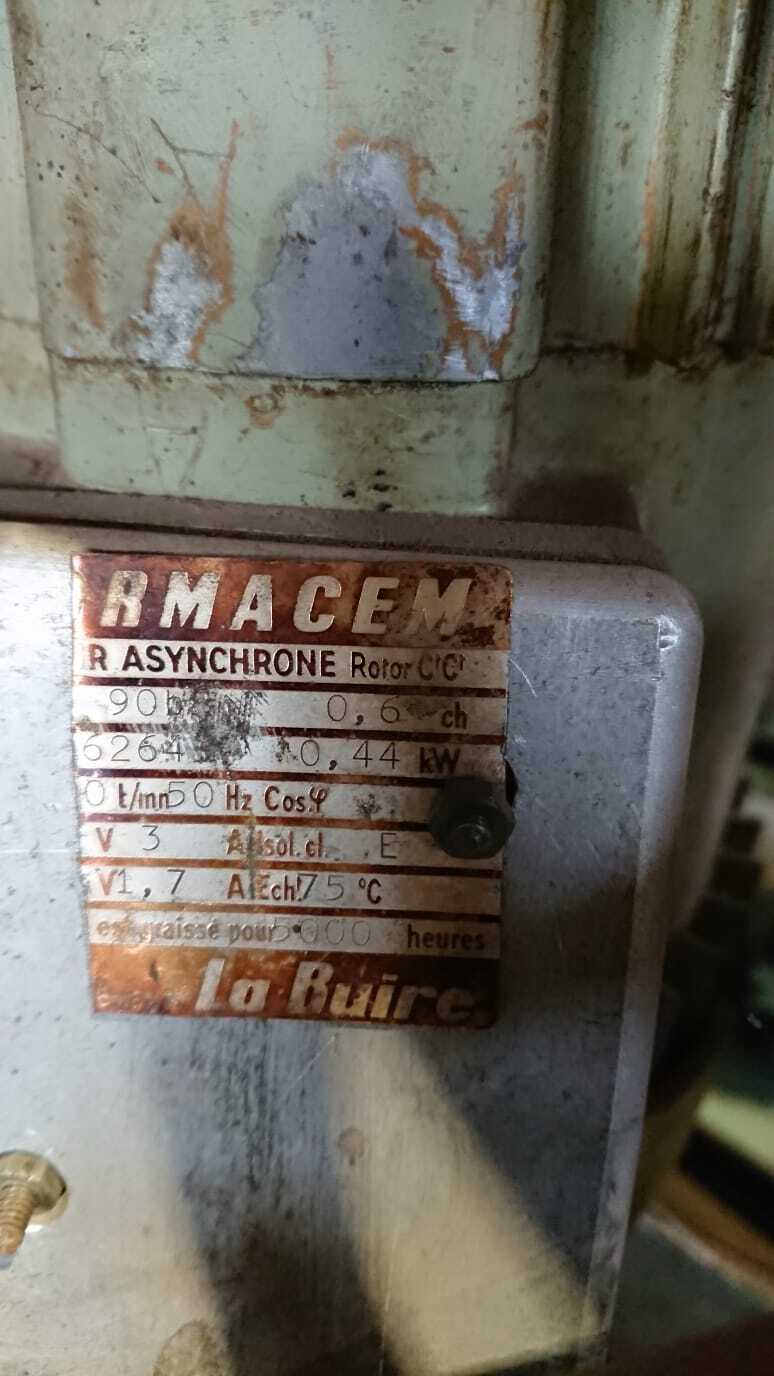 RMACEM
R ASYNCHRONE Rotor C'C'
90b 0,6 ch
6264 0,44 kW
0 t/mn 50 Hz Cos.φ
V 3 A Isol. cl. E
V 1,7 A Ech! 75 °C
est graissé pour 5000 heures
La Buire